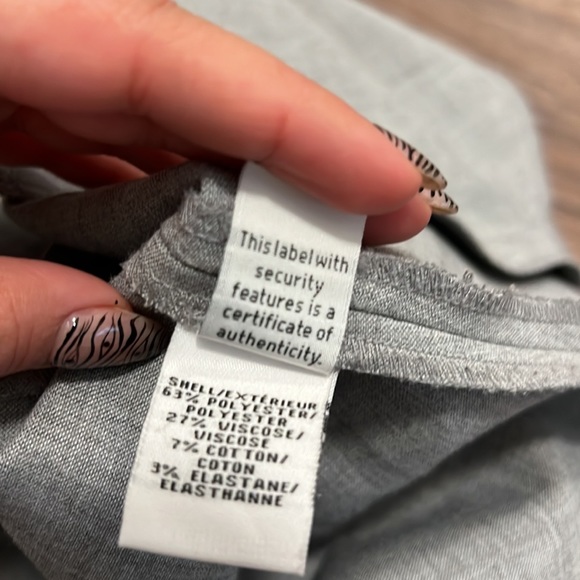 This label with
security
features is a
certificate of
authenticity.
SHELL/EXTÉRIEUR
63% POLYESTER/
POLYESTER
27% VISCOSE/
VISCOSE
7% COTTON/
COTON
3% ELASTANE/
ELASTHANNE